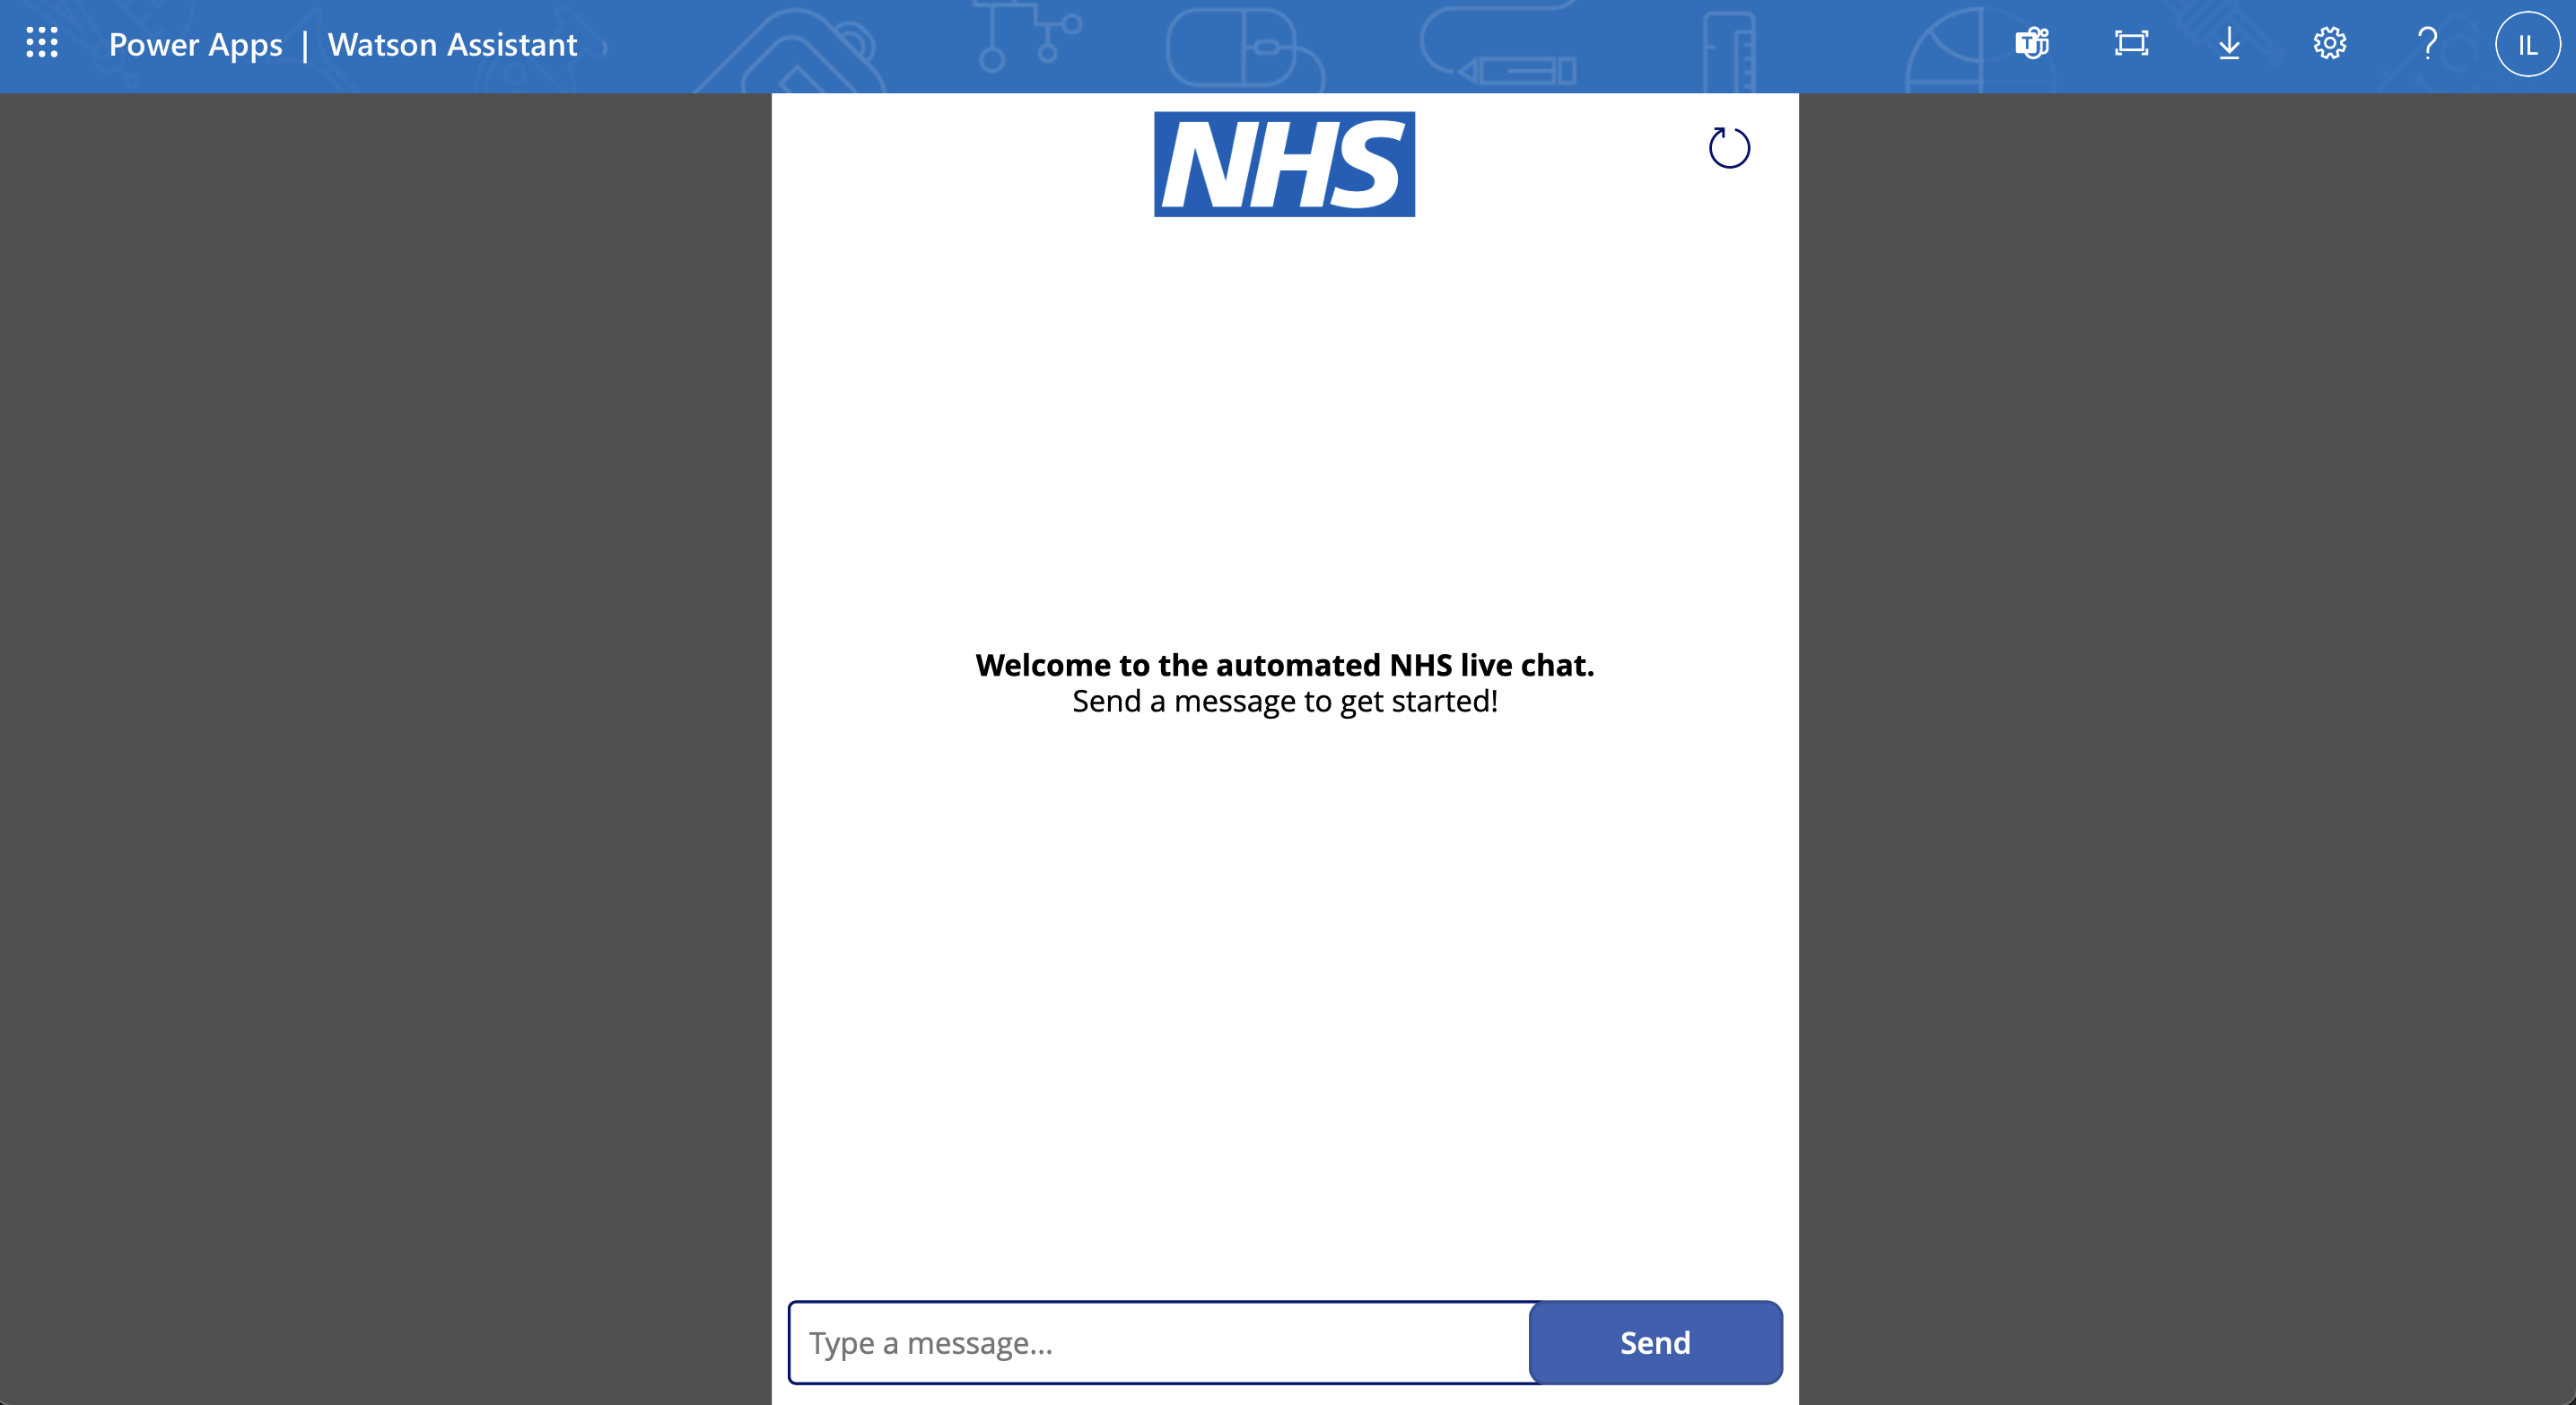 Power Apps | Watson Assistant
IL
NHS
Welcome to the automated NHS live chat.
Send a message to get started!
Type a message...
Send